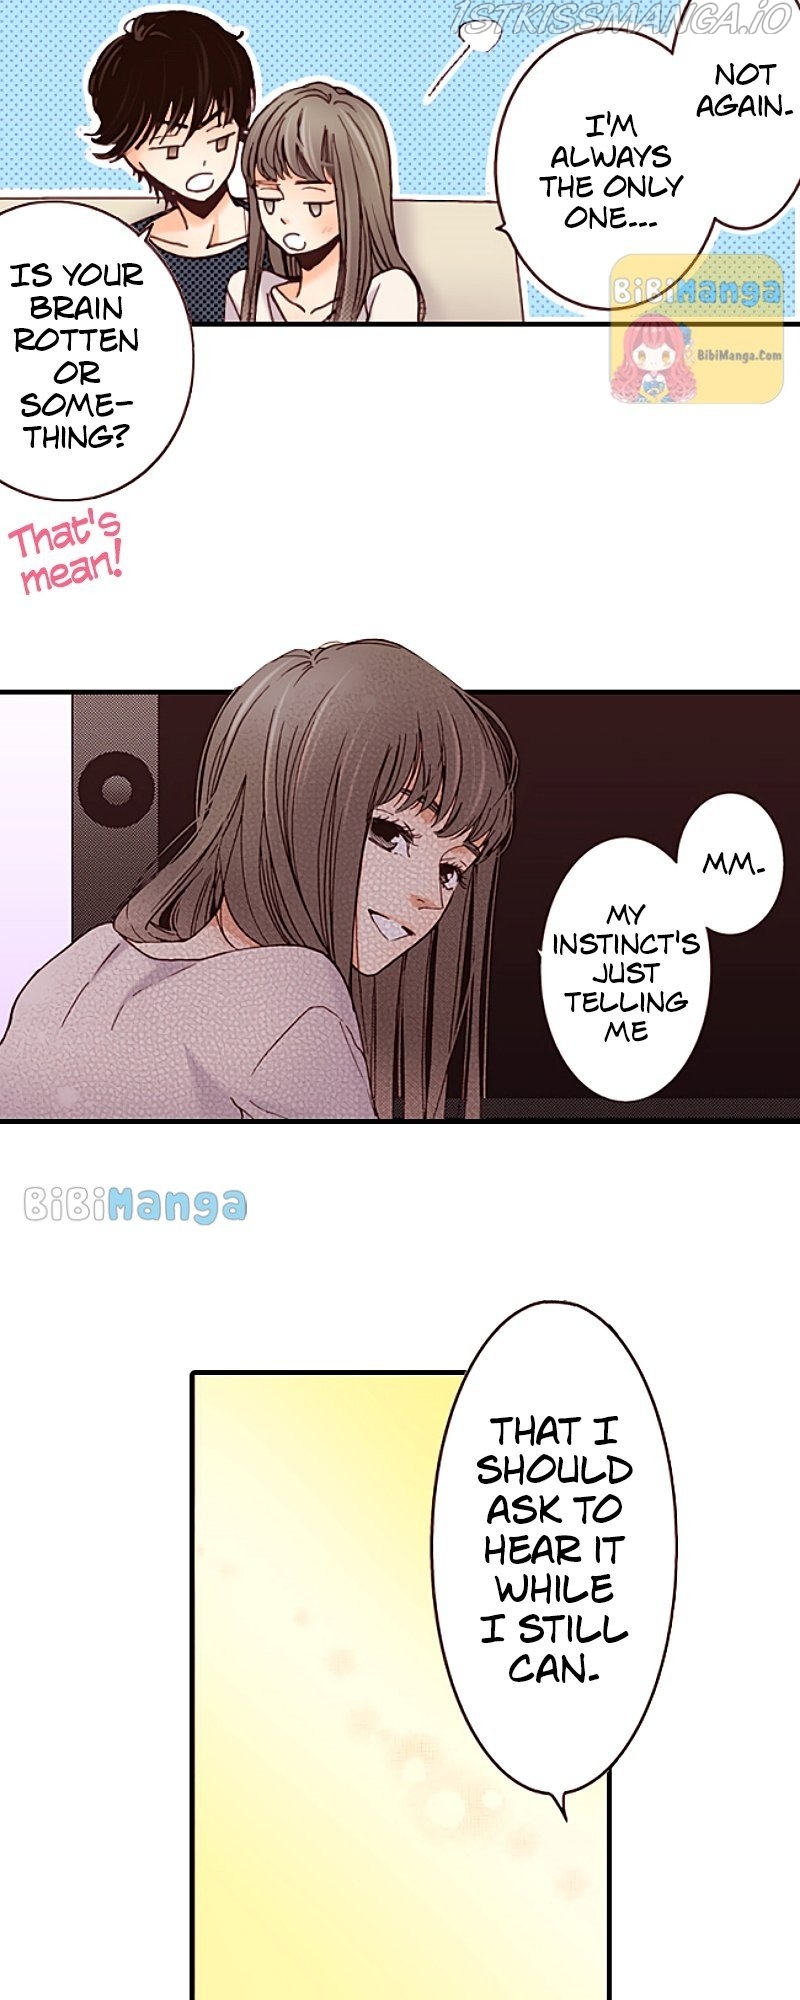 1STKISSMANGA.iO
NOT
AGAIN.
I'M
ALWAYS
THE ONLY
ONE...
BiBiManga
BibiManga.Com
IS YOUR
BRAIN
ROTTEN
OR
SOME-
THING?
That's
mean!
MM.
MY
INSTINCT'S
JUST
TELLING
ME
BiBiManga
THAT I
SHOULD
ASK TO
HEAR IT
WHILE
I STILL
CAN.